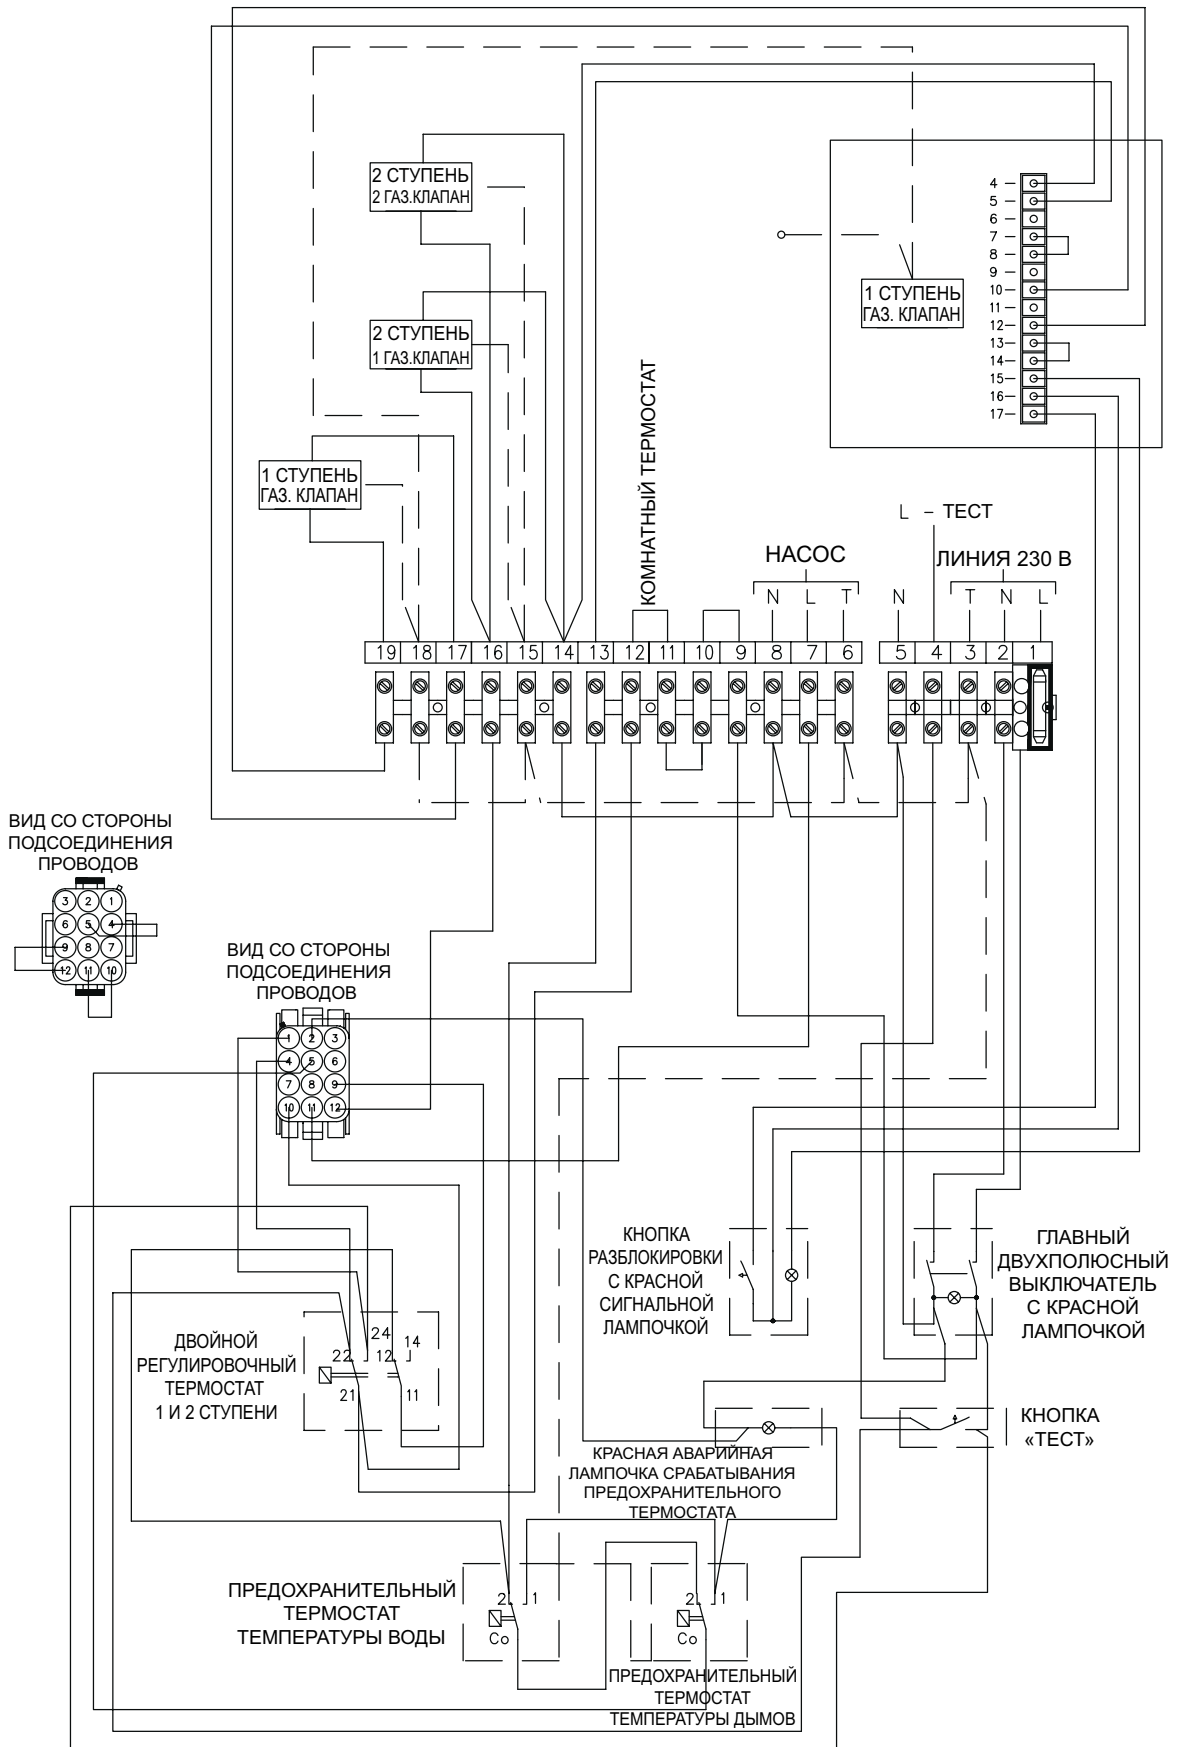 2 СТУПЕНЬ
2 ГАЗ.КЛАПАН
4
5
6
7
8
9
10
11
12
13
14
15
16
17
1 СТУПЕНЬ
ГАЗ. КЛАПАН
2 СТУПЕНЬ
1 ГАЗ.КЛАПАН
1 СТУПЕНЬ
ГАЗ. КЛАПАН
КОМНАТНЫЙ ТЕРМОСТАТ
L – ТЕСТ
НАСОС
ЛИНИЯ 230 В
N L T N T N L
19 18 17 16 15 14 13 12 11 10 9 8 7 6 5 4 3 2 1
ВИД СО СТОРОНЫ
ПОДСОЕДИНЕНИЯ
ПРОВОДОВ
3 2 1
6 5 4
9 8 7
12 11 10
ВИД СО СТОРОНЫ
ПОДСОЕДИНЕНИЯ
ПРОВОДОВ
1 2 3
4 5 6
7 8 9
10 11 12
КНОПКА
РАЗБЛОКИРОВКИ
С КРАСНОЙ
СИГНАЛЬНОЙ
ЛАМПОЧКОЙ
ГЛАВНЫЙ
ДВУХПОЛЮСНЫЙ
ВЫКЛЮЧАТЕЛЬ
С КРАСНОЙ
ЛАМПОЧКОЙ
ДВОЙНОЙ
РЕГУЛИРОВОЧНЫЙ
ТЕРМОСТАТ
1 И 2 СТУПЕНИ
24
14
22
12
21
11
КНОПКА
«ТЕСТ»
КРАСНАЯ АВАРИЙНАЯ
ЛАМПОЧКА СРАБАТЫВАНИЯ
ПРЕДОХРАНИТЕЛЬНОГО
ТЕРМОСТАТА
ПРЕДОХРАНИТЕЛЬНЫЙ
ТЕРМОСТАТ
ТЕМПЕРАТУРЫ ВОДЫ
2 1
Co
2 1
Co
ПРЕДОХРАНИТЕЛЬНЫЙ
ТЕРМОСТАТ
ТЕМПЕРАТУРЫ ДЫМОВ